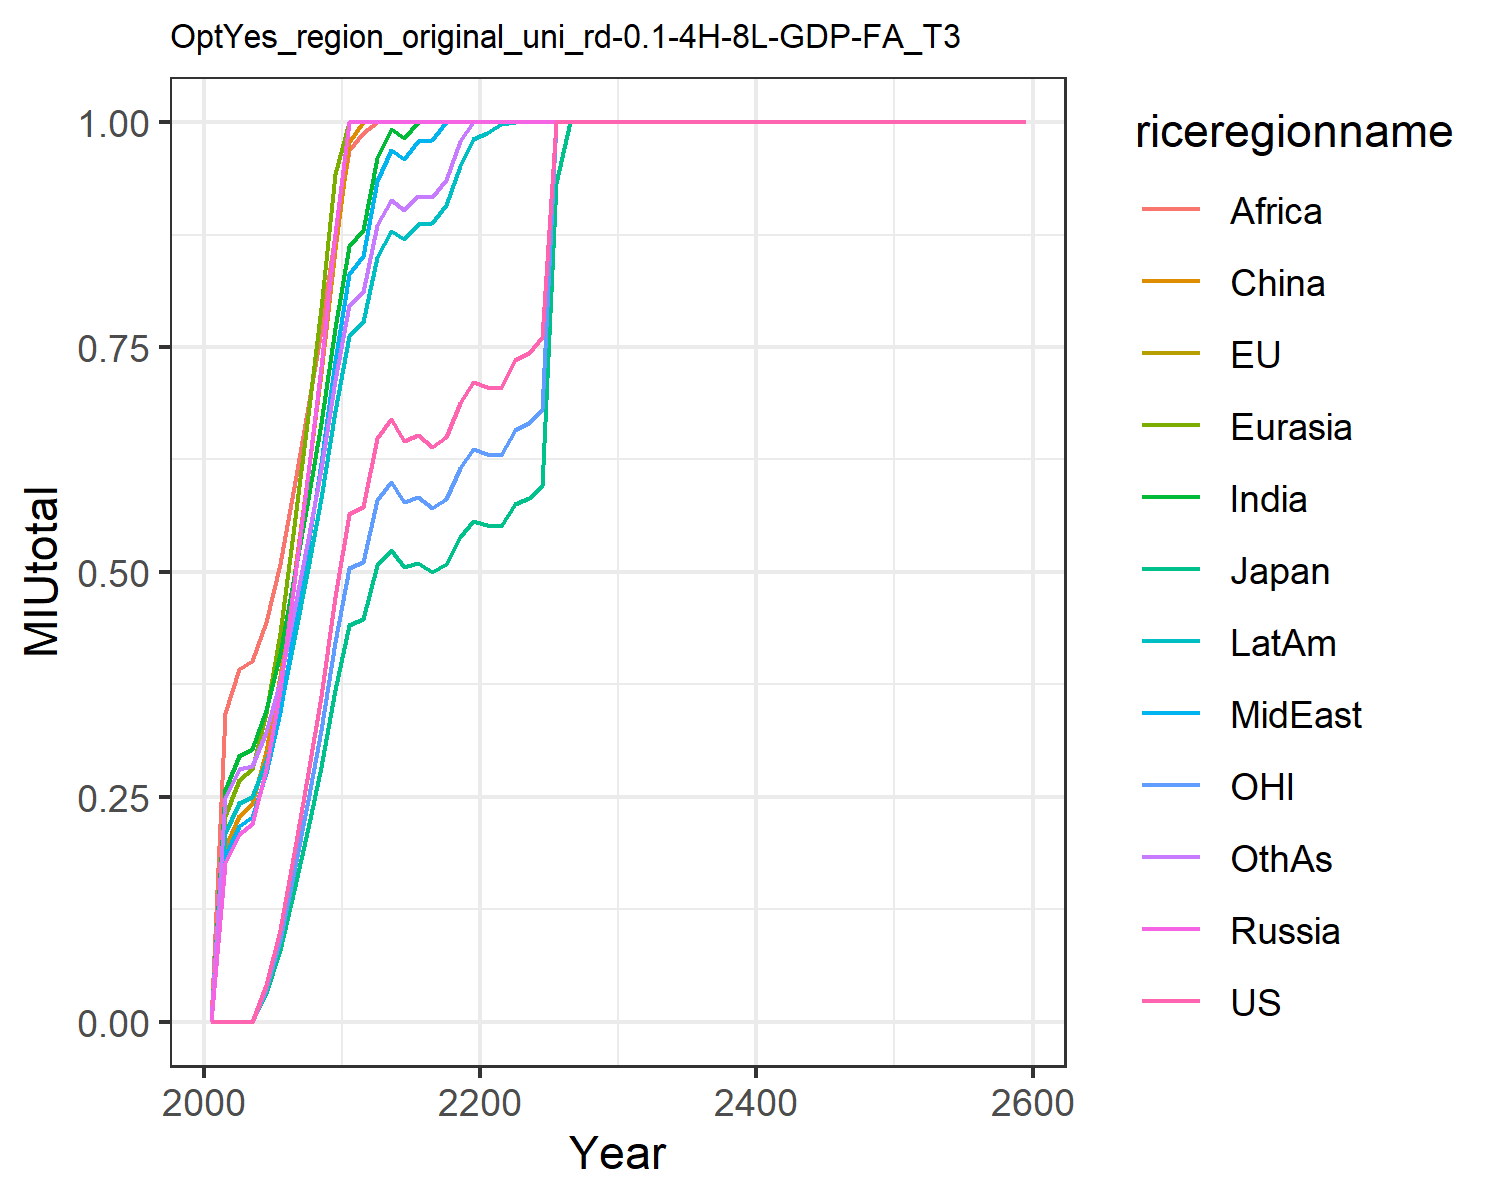 OptYes_region_original_uni_rd-0.1-4H-8L-GDP-FA_T3
1.00
0.75
0.50
0.25
0.00
MIUtotal
2000
2200
2400
2600
Year
riceregionname
Africa
China
EU
Eurasia
India
Japan
LatAm
MidEast
OHI
OthAs
Russia
US